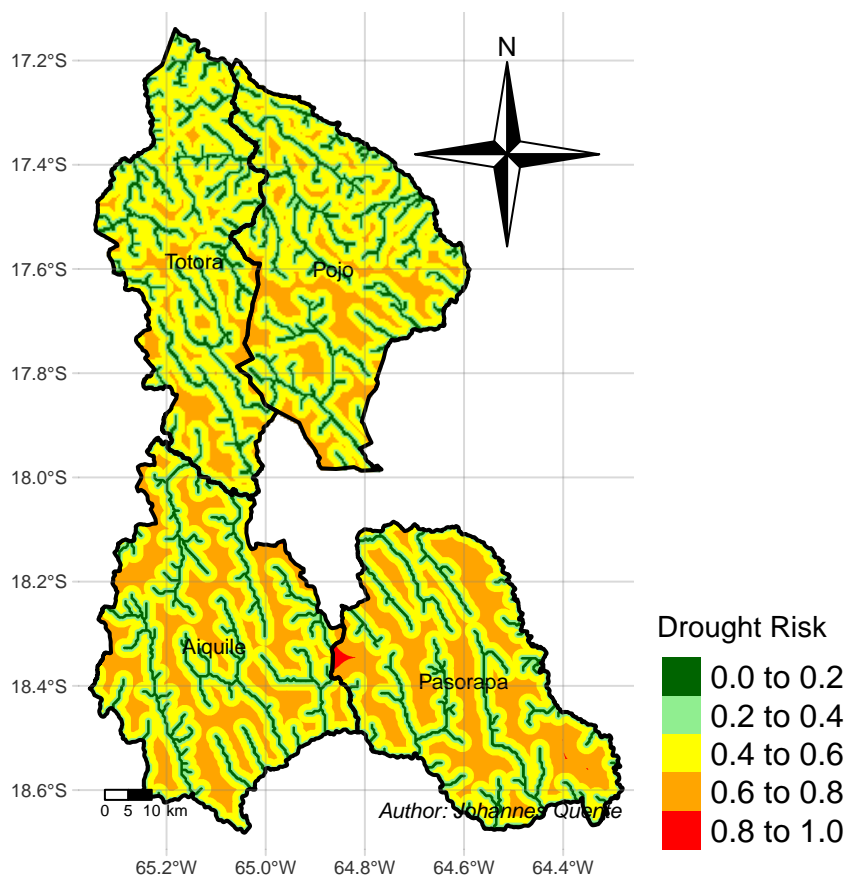 N
17.2°S
17.4°S
17.6°S
17.8°S
18.0°S
18.2°S
18.4°S
18.6°S
Totora
Pojo
Aiquile
Pasorapa
Drought Risk
0.0 to 0.2
0.2 to 0.4
0.4 to 0.6
0.6 to 0.8
0.8 to 1.0
0 5 10 km
Author: Johannes Quente
65.2°W 65.0°W 64.8°W 64.6°W 64.4°W